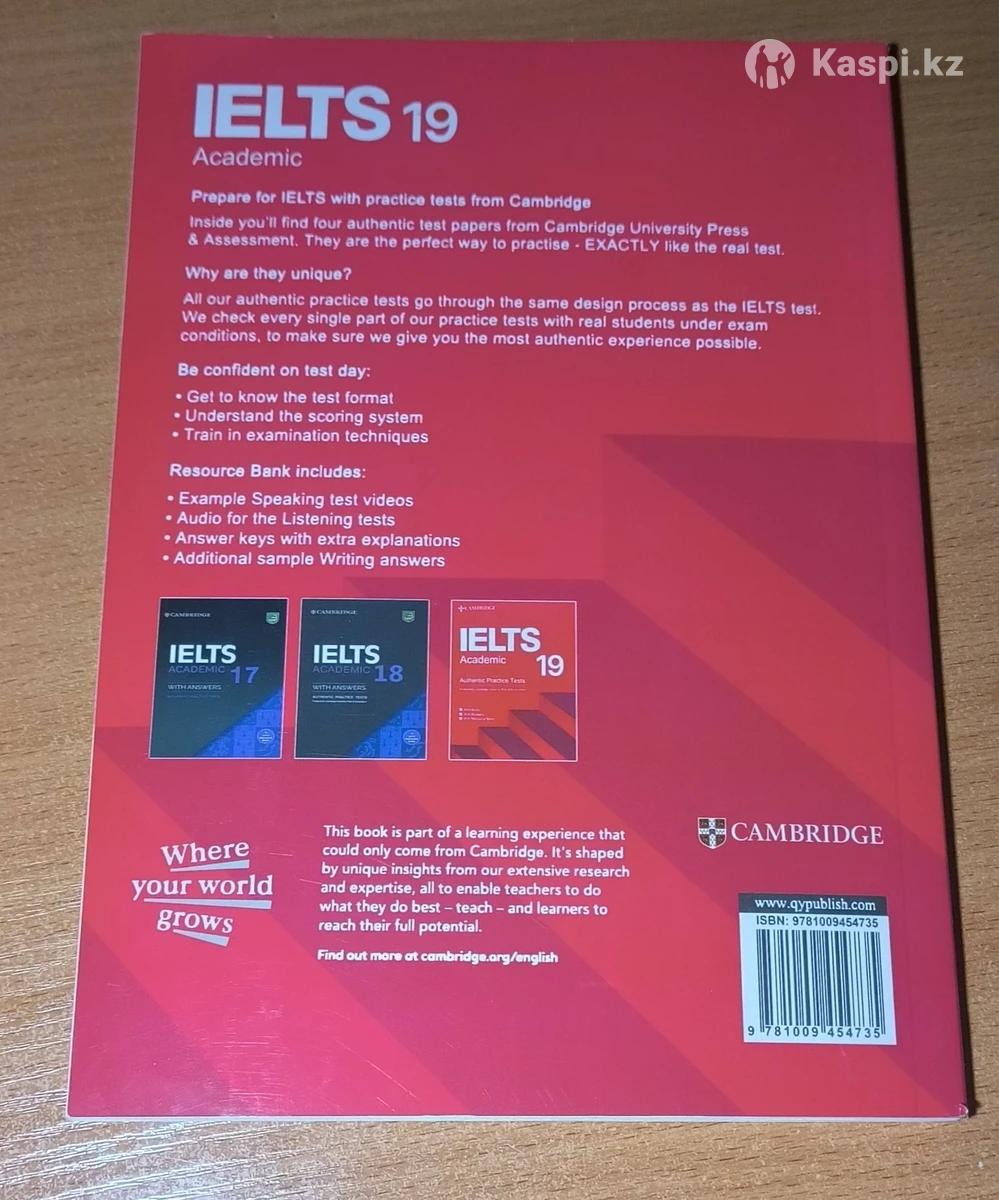 Kaspi.kz
IELTS 19
Academic
Prepare for IELTS with practice tests from Cambridge
Inside you'll find four authentic test papers from Cambridge University Press
& Assessment. They are the perfect way to practise - EXACTLY like the real test.
Why are they unique?
All our authentic practice tests go through the same design process as the IELTS test.
We check every single part of our practice tests with real students under exam
conditions, to make sure we give you the most authentic experience possible.
Be confident on test day:
• Get to know the test format
• Understand the scoring system
• Train in examination techniques
Resource Bank includes:
• Example Speaking test videos
• Audio for the Listening tests
• Answer keys with extra explanations
• Additional sample Writing answers
CAMBRIDGE
IELTS
ACADEMIC 17
WITH ANSWERS
CAMBRIDGE
IELTS
ACADEMIC 18
WITH ANSWERS
AUTHENTIC PRACTICE TESTS
CAMBRIDGE
IELTS
Academic
19
Authentic Practice Tests
Where
your world
grows
This book is part of a learning experience that
could only come from Cambridge. It's shaped
by unique insights from our extensive research
and expertise, all to enable teachers to do
what they do best – teach – and learners to
reach their full potential.
Find out more at cambridge.org/english
CAMBRIDGE
www.qypublish.com
ISBN: 9781009454735
9 781009 454735